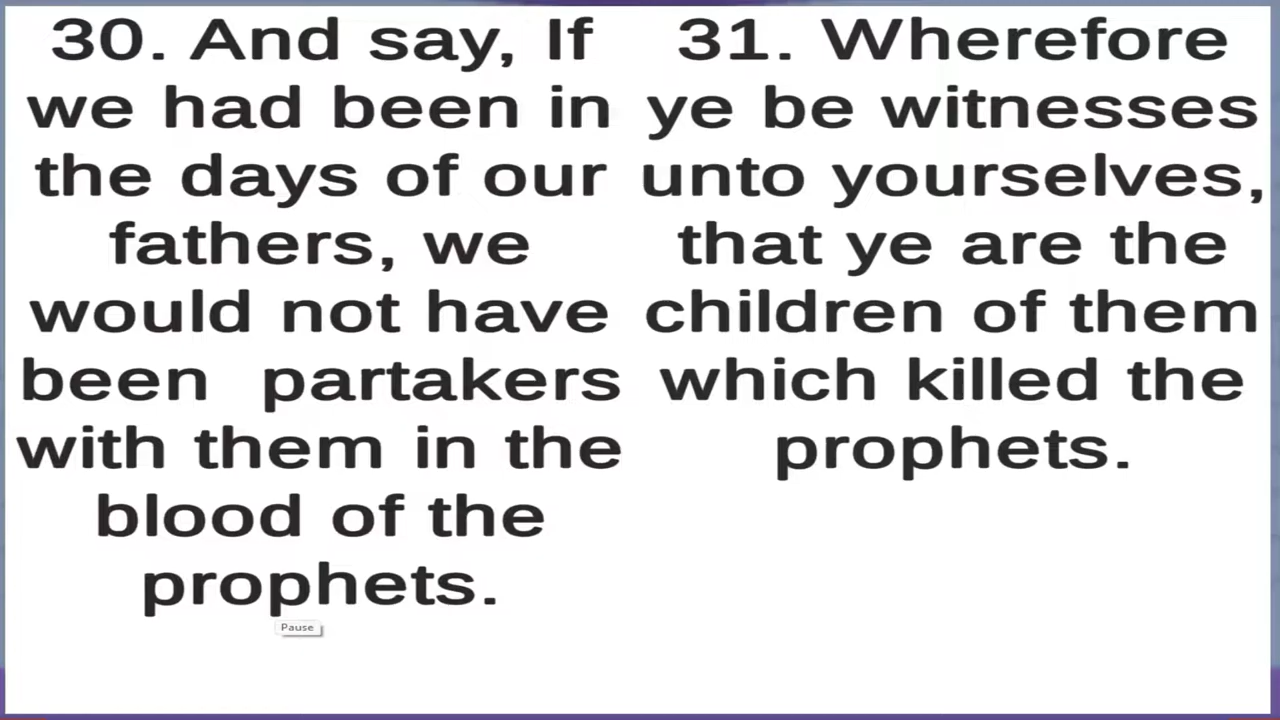 30. And say, If
we had been in
the days of our
fathers, we
would not have
been  partakers
with them in the
blood of the
prophets.
31. Wherefore
ye be witnesses
unto yourselves,
that ye are the
children of them
which killed the
prophets.
Pause